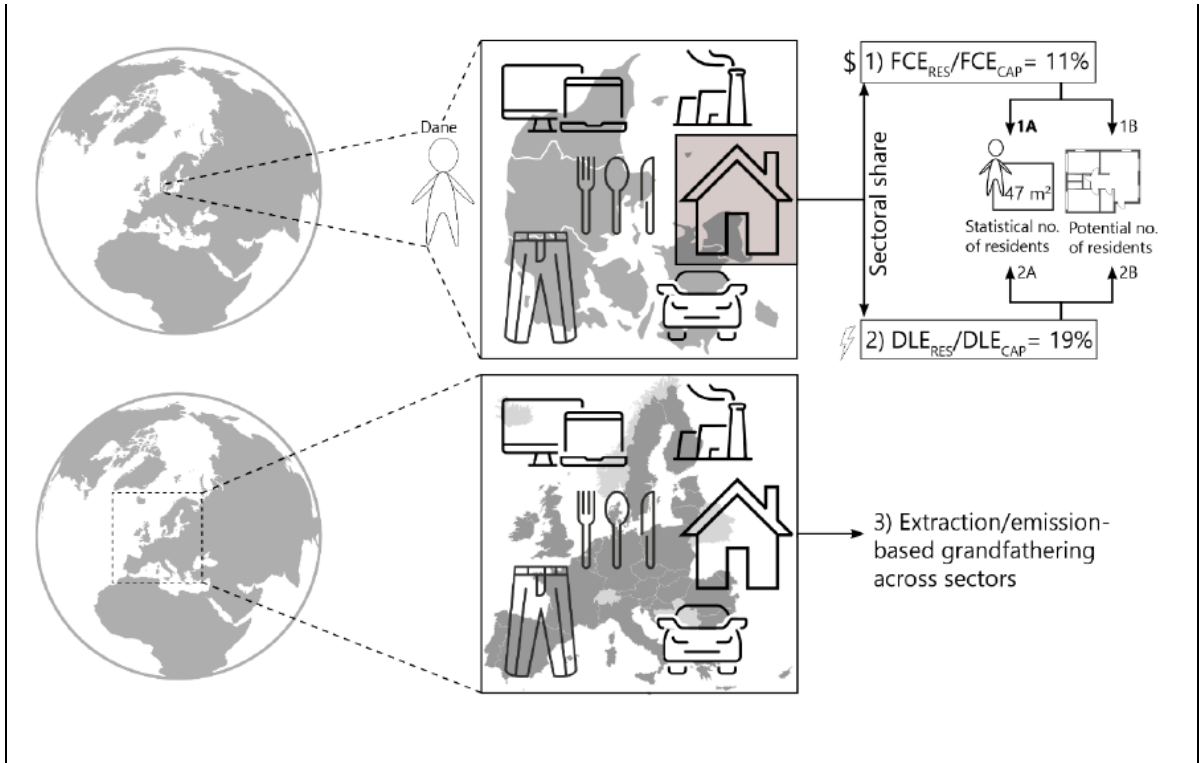 Dane
$ 1) FCE_RES/FCE_CAP= 11%
1A
1B
47 m²
Statistical no.
of residents
Potential no.
of residents
2A
2B
Sectoral share
2) DLE_RES/DLE_CAP= 19%
3) Extraction/emission-
based grandfathering
across sectors